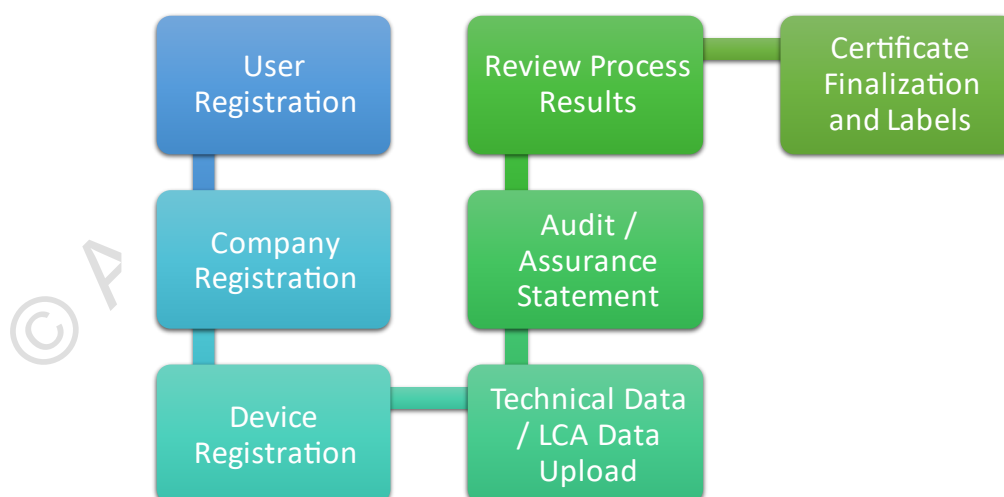 User
Registration
Company
Registration
Device
Registration
Technical Data
/ LCA Data
Upload
Audit /
Assurance
Statement
Review Process
Results
Certificate
Finalization
and Labels
© A